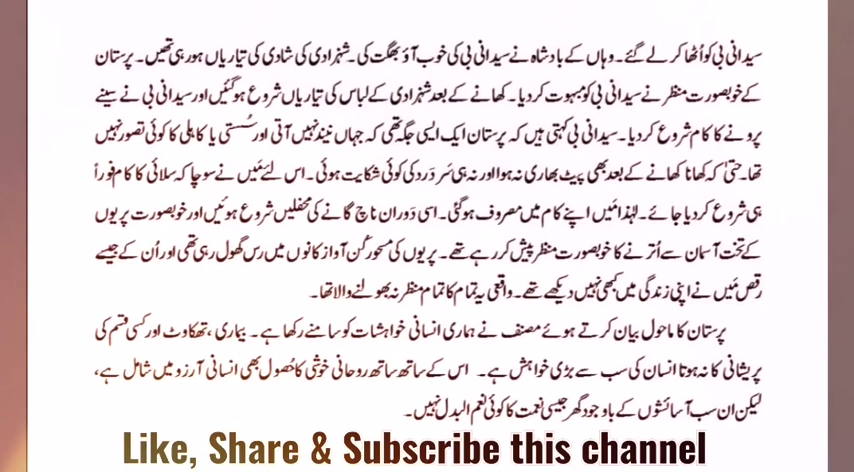 سیدانی بی کو اُٹھا کر لے گئے۔ وہاں کے بادشاہ نے سیدانی بی کی خوب آؤ بھگت کی۔ شہزادی کی شادی کی تیاریاں ہو رہی تھیں۔ پرستان
کے خوبصورت منظر نے سیدانی بی کو مبہوت کر دیا۔ کھانے کے بعد شہزادی کے لباس کی تیاریاں شروع ہوگئیں اور سیدانی بی نے سینے
پرونے کا کام شروع کر دیا۔ سیدانی بی کہتی ہیں کہ پرستان ایک ایسی جگہ تھی کہ جہاں نیند نہیں آتی اور سُستی یا کاہلی کا کوئی تصور نہیں
تھا۔ حتیٰ کہ کھانا کھانے کے بعد بھی پیٹ بھاری نہ ہوا اور نہ ہی سَر دَرد کی کوئی شکایت ہوئی۔ اس لئے مَیں نے سوچا کہ سلائی کا کام فوراً
ہی شروع کر دیا جائے۔ لہٰذا مَیں اپنے کام میں مصروف ہوگئی۔ اسی دَوران ناچ گانے کی محفلیں شروع ہوئیں اور خوبصورت پریوں
کے تخت آسمان سے اُترنے کا خوبصورت منظر پیش کر رہے تھے۔ پریوں کی مسحور کُن آواز کانوں میں رس گھول رہی تھی اور اُن کے جیسے
رقص مَیں نے اپنی زندگی میں کبھی نہیں دیکھے تھے۔ واقعی یہ تمام کا تمام منظر نہ بھولنے والا تھا۔
پرستان کا ماحول بیان کرتے ہوئے مصنف نے ہماری انسانی خواہشات کو سامنے رکھا ہے۔ بیماری، تھکاوٹ اور کسی قسم کی
پریشانی کا نہ ہونا انسان کی سب سے بڑی خواہش ہے۔ اس کے ساتھ ساتھ روحانی خوشی کا حُصول بھی انسانی آرزو میں شامل ہے،
لیکن ان سب آسائشوں کے باوجود گھر جیسی نعمت کا کوئی نعم البدل نہیں۔
Like, Share & Subscribe this channel